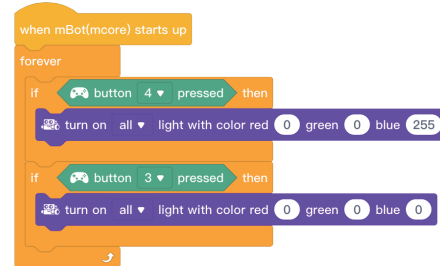 when mBot(mcore) starts up
forever
if button 4 pressed then
turn on all light with color red 0 green 0 blue 255
if button 3 pressed then
turn on all light with color red 0 green 0 blue 0